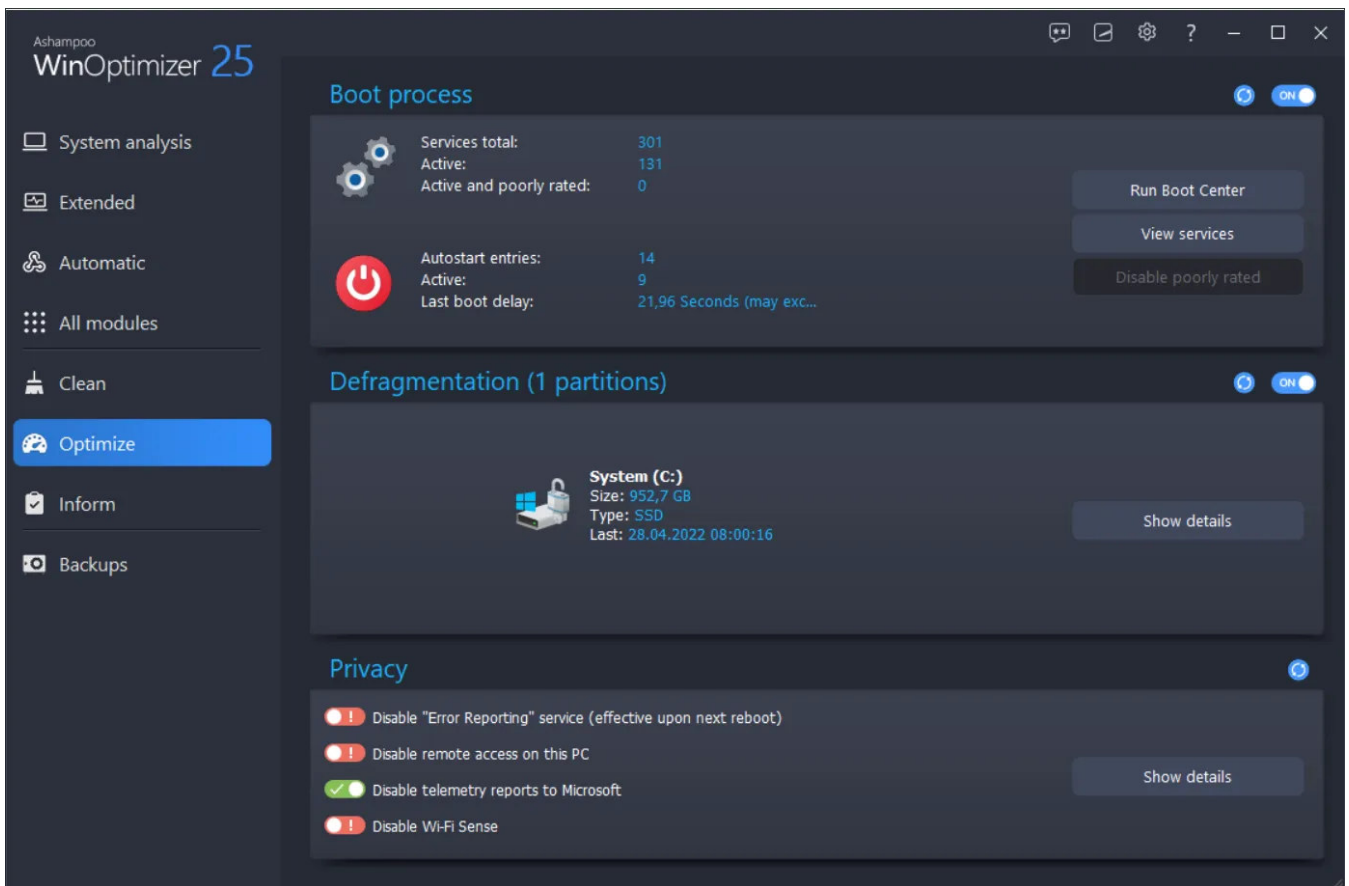 Ashampoo
WinOptimizer 25
System analysis
Extended
Automatic
All modules
Clean
Optimize
Inform
Backups
Boot process
ON
Services total: 301
Active: 131
Active and poorly rated: 0
Autostart entries: 14
Active: 9
Last boot delay: 21,96 Seconds (may exc...
Run Boot Center
View services
Disable poorly rated
Defragmentation (1 partitions)
ON
System (C:)
Size: 952,7 GB
Type: SSD
Last: 28.04.2022 08:00:16
Show details
Privacy
Disable "Error Reporting" service (effective upon next reboot)
Disable remote access on this PC
Disable telemetry reports to Microsoft
Disable Wi-Fi Sense
Show details